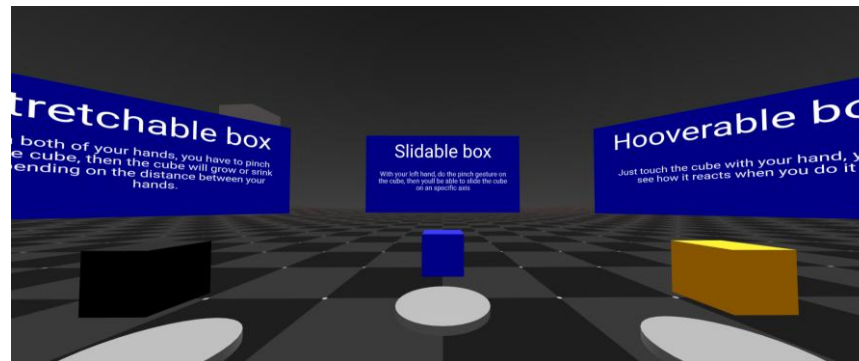 tretchable box
both of your hands, you have to pinch
e cube, then the cube will grow or srink
pending on the distance between your
hands.
Slidable box
With your left hand, do the pinch gesture on
the cube, then youll be able to slide the cube
on an specific axis
Hooverable bo
Just touch the cube with your hand, y
see how it reacts when you do it